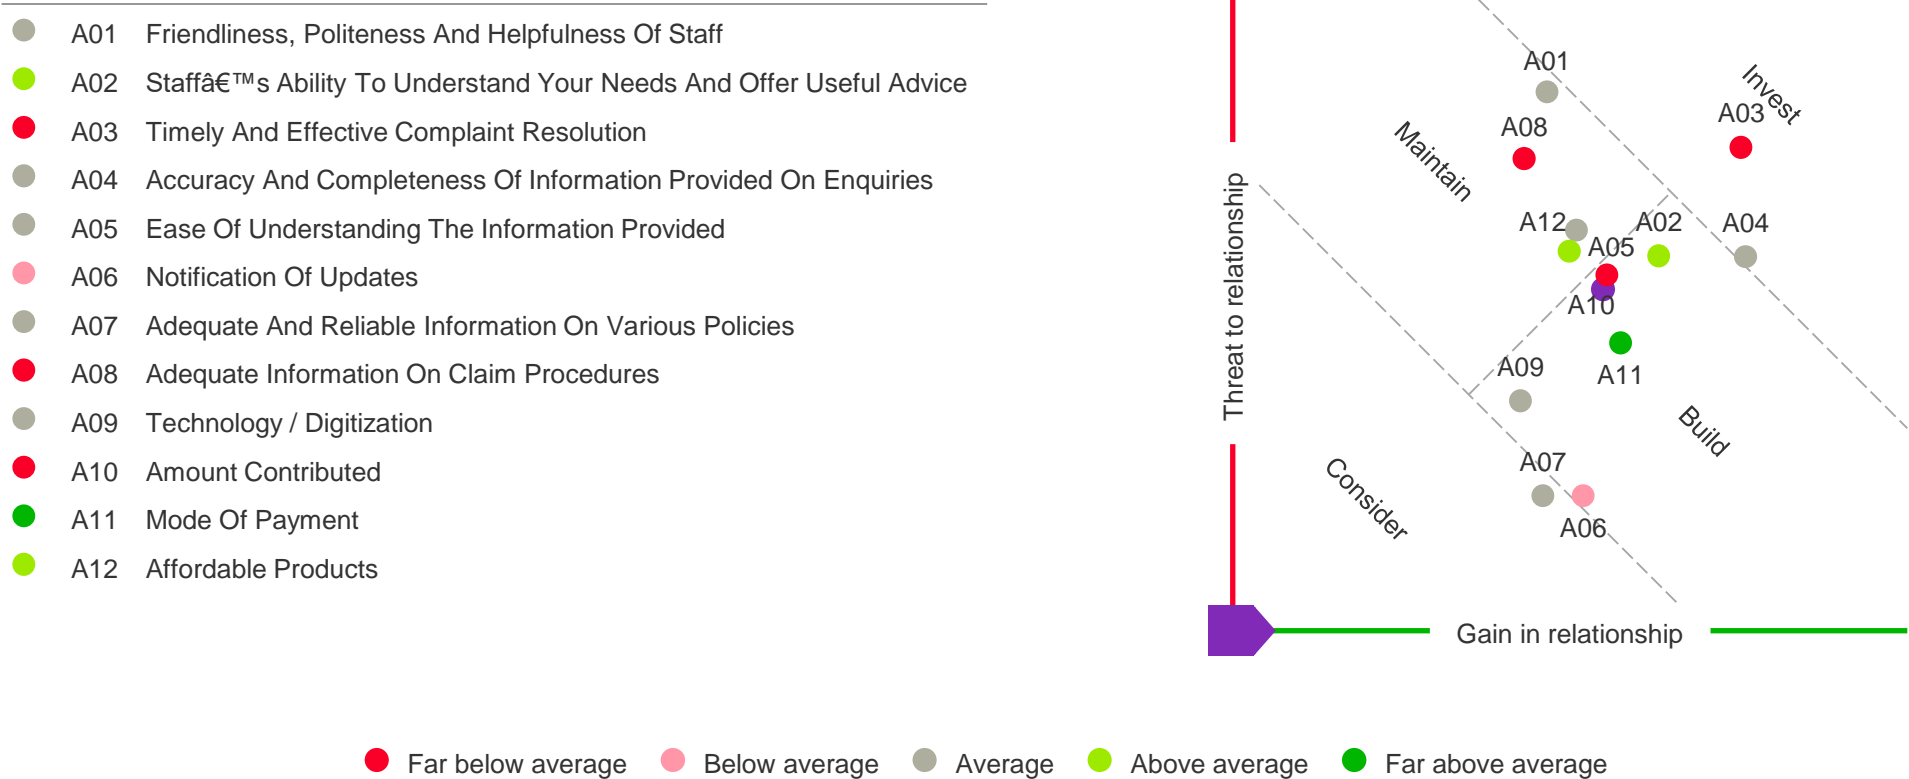 A01 Friendliness, Politeness And Helpfulness Of Staff
A02 Staffâ€™s Ability To Understand Your Needs And Offer Useful Advice
A03 Timely And Effective Complaint Resolution
A04 Accuracy And Completeness Of Information Provided On Enquiries
A05 Ease Of Understanding The Information Provided
A06 Notification Of Updates
A07 Adequate And Reliable Information On Various Policies
A08 Adequate Information On Claim Procedures
A09 Technology / Digitization
A10 Amount Contributed
A11 Mode Of Payment
A12 Affordable Products
Threat to relationship
A01
Invest
A03
A08
Maintain
A12
A02
A04
A05
A10
A09
A11
Build
A07
Consider
A06
Gain in relationship
Far below average
Below average
Average
Above average
Far above average